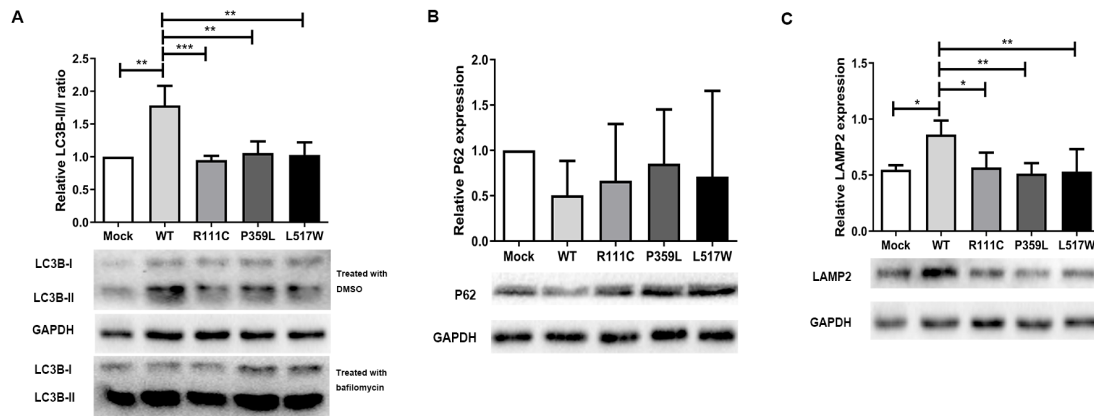 A
Relative LC3B-II/I ratio
2.5
2.0
1.5
1.0
0.5
0.0
**
***
**
**
Mock WT R111C P359L L517W
LC3B-I
LC3B-II
Treated with
DMSO
GAPDH
LC3B-I
LC3B-II
Treated with
bafilomycin
B
Relative P62 expression
2.0
1.5
1.0
0.5
0.0
Mock WT R111C P359L L517W
P62
GAPDH
C
Relative LAMP2 expression
1.5
1.0
0.5
0.0
*
*
**
**
Mock WT R111C P359L L517W
LAMP2
GAPDH